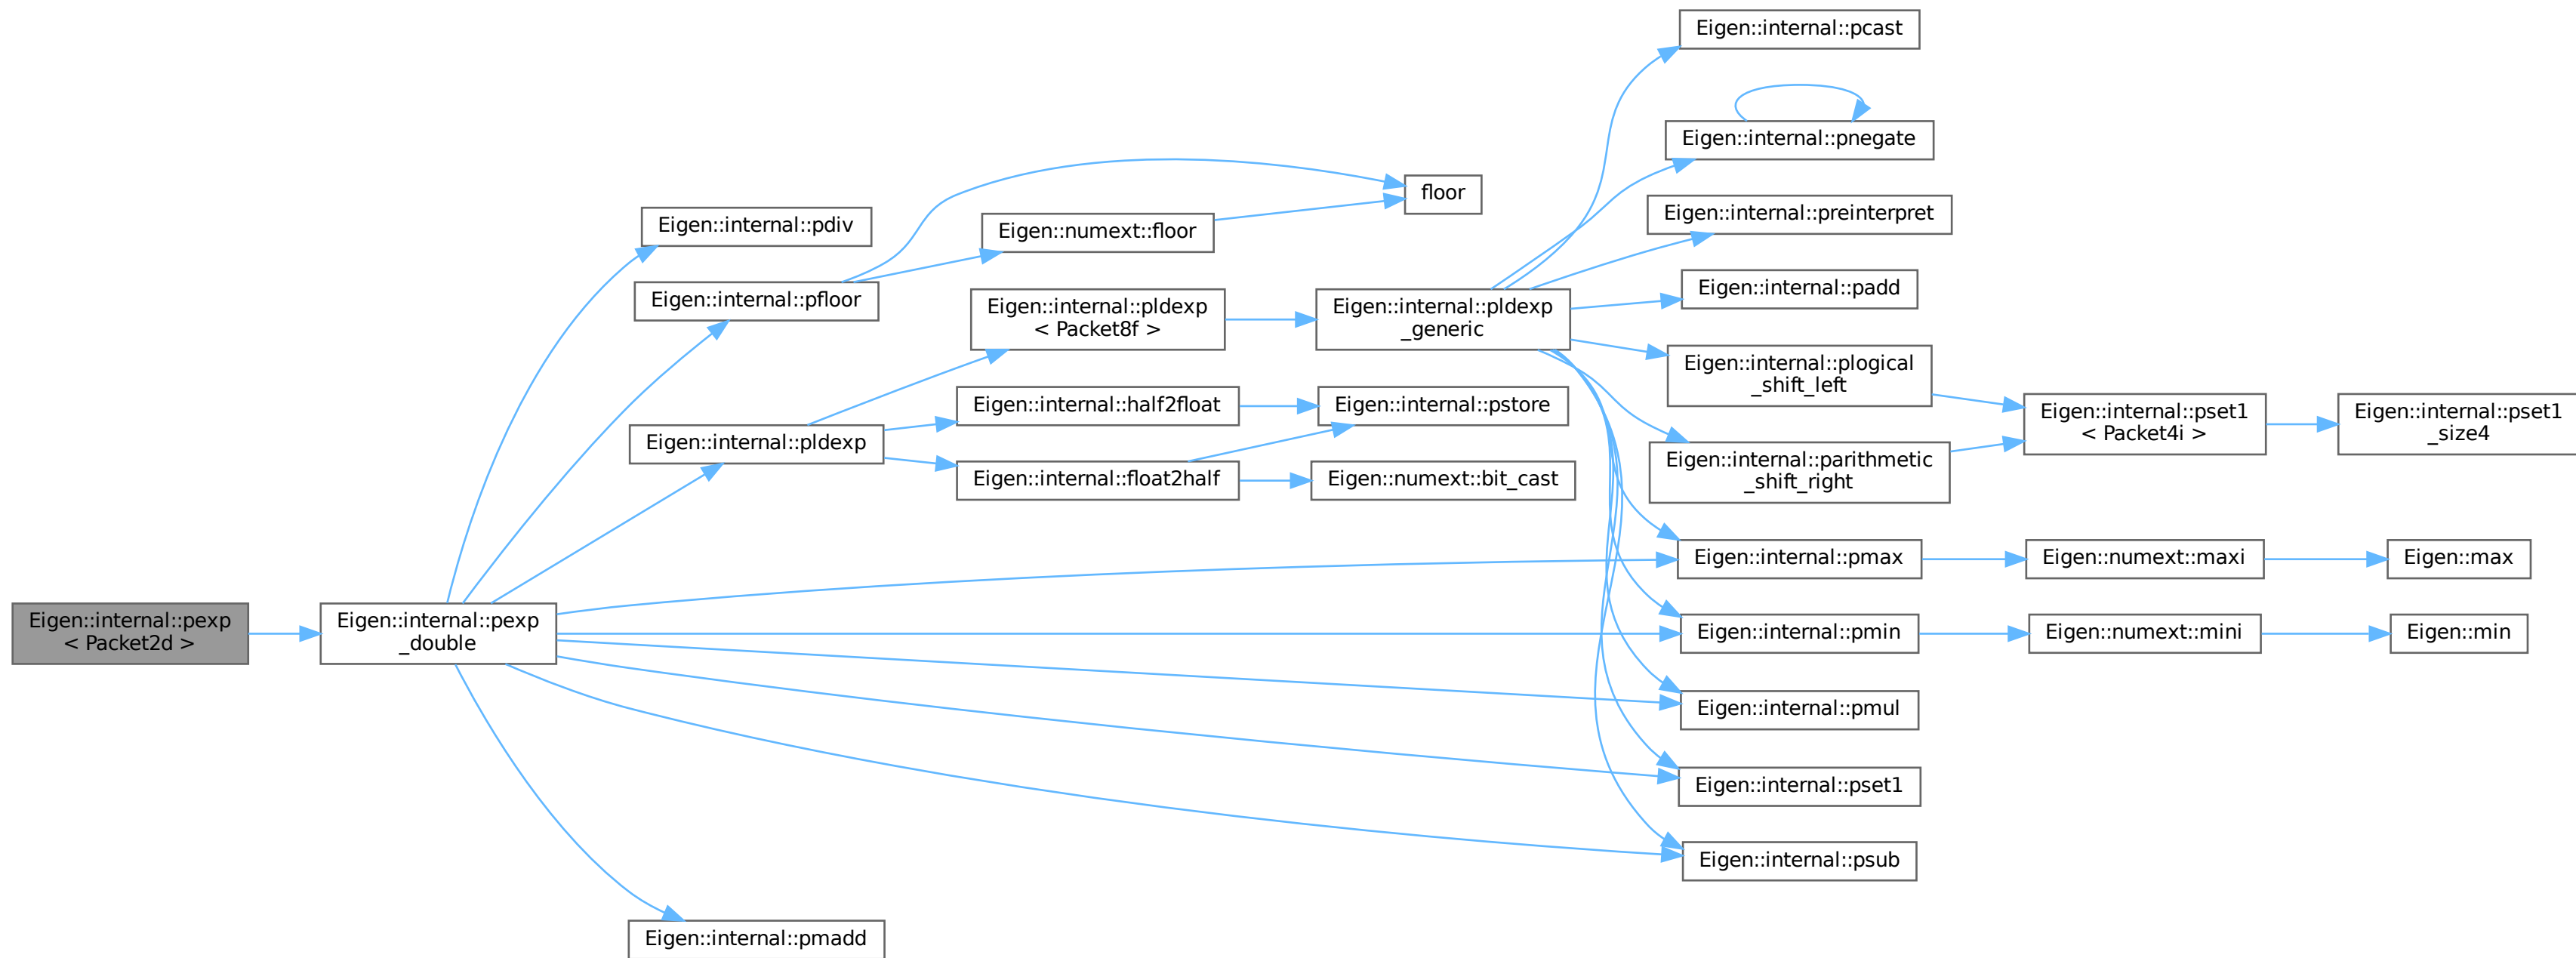 Eigen::internal::pexp
< Packet2d >
Eigen::internal::pexp
_double
Eigen::internal::pdiv
Eigen::internal::pfloor
Eigen::numext::floor
floor
Eigen::internal::pldexp
Eigen::internal::pldexp
< Packet8f >
Eigen::internal::pldexp
_generic
Eigen::internal::half2float
Eigen::internal::pstore
Eigen::internal::float2half
Eigen::numext::bit_cast
Eigen::internal::pcast
Eigen::internal::pnegate
Eigen::internal::preinterpret
Eigen::internal::padd
Eigen::internal::plogical
_shift_left
Eigen::internal::parithmetic
_shift_right
Eigen::internal::pset1
< Packet4i >
Eigen::internal::pset1
_size4
Eigen::internal::pmax
Eigen::numext::maxi
Eigen::max
Eigen::internal::pmin
Eigen::numext::mini
Eigen::min
Eigen::internal::pmul
Eigen::internal::pset1
Eigen::internal::psub
Eigen::internal::pmadd